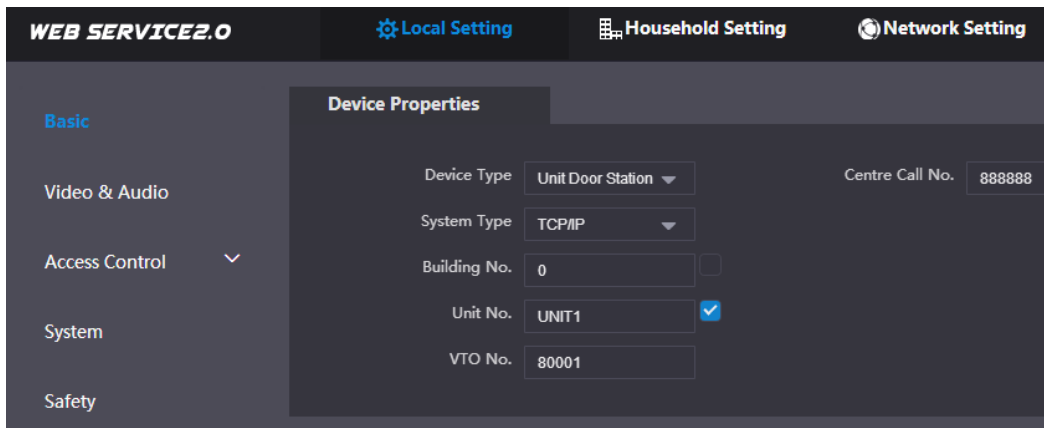 WEB SERVICE2.0
Local Setting
Household Setting
Network Setting
Basic
Video & Audio
Access Control
System
Safety
Device Properties
Device Type Unit Door Station
Centre Call No. 888888
System Type TCP/IP
Building No. 0
Unit No. UNIT1
VTO No. 80001